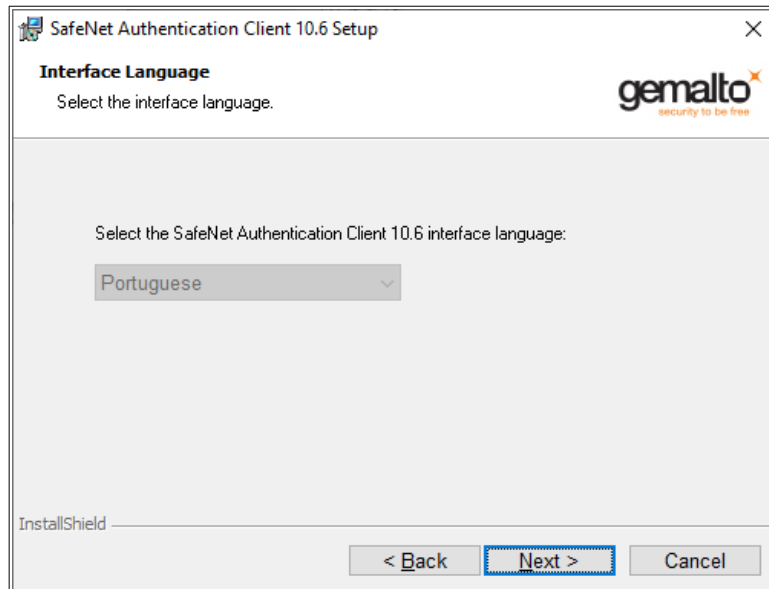 SafeNet Authentication Client 10.6 Setup
Interface Language
Select the interface language.
gemalto
security to be free
Select the SafeNet Authentication Client 10.6 interface language:
Portuguese
InstallShield
< Back
Next >
Cancel